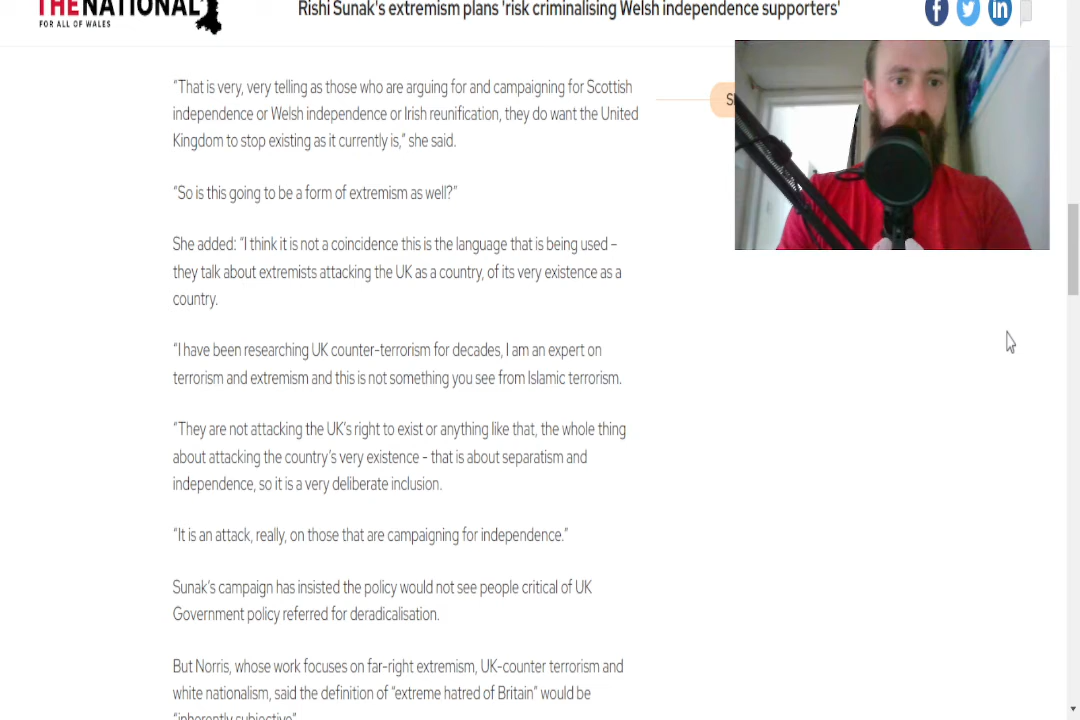 THE NATIONAL
FOR ALL OF WALES
Rishi Sunak's extremism plans 'risk criminalising Welsh independence supporters'
f
in
“That is very, very telling as those who are arguing for and campaigning for Scottish
independence or Welsh independence or Irish reunification, they do want the United
Kingdom to stop existing as it currently is,” she said.
“So is this going to be a form of extremism as well?”
She added: “I think it is not a coincidence this is the language that is being used –
they talk about extremists attacking the UK as a country, of its very existence as a
country.
“I have been researching UK counter-terrorism for decades, I am an expert on
terrorism and extremism and this is not something you see from Islamic terrorism.
“They are not attacking the UK’s right to exist or anything like that, the whole thing
about attacking the country’s very existence – that is about separatism and
independence, so it is a very deliberate inclusion.
“It is an attack, really, on those that are campaigning for independence.”
Sunak’s campaign has insisted the policy would not see people critical of UK
Government policy referred for deradicalisation.
But Norris, whose work focuses on far-right extremism, UK-counter terrorism and
white nationalism, said the definition of “extreme hatred of Britain” would be
“inherently subjective”